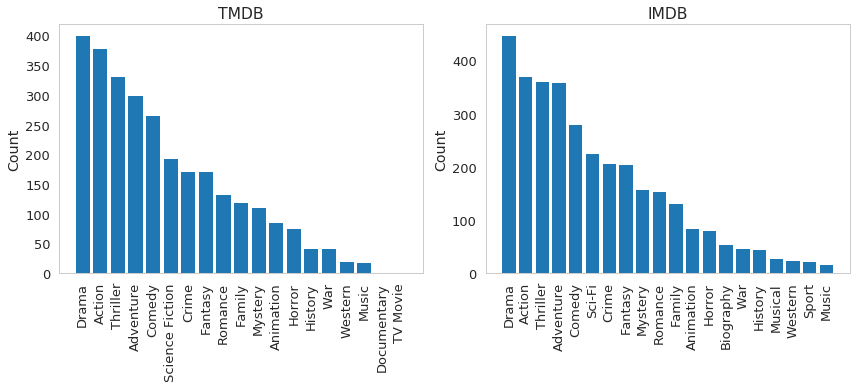 TMDB
Count
400
350
300
250
200
150
100
50
0
Drama
Action
Thriller
Adventure
Comedy
Science Fiction
Crime
Fantasy
Romance
Family
Mystery
Animation
Horror
History
War
Western
Music
Documentary
TV Movie
IMDB
Count
400
300
200
100
0
Drama
Action
Thriller
Adventure
Comedy
Sci-Fi
Crime
Fantasy
Mystery
Romance
Family
Animation
Horror
Biography
War
History
Musical
Western
Sport
Music